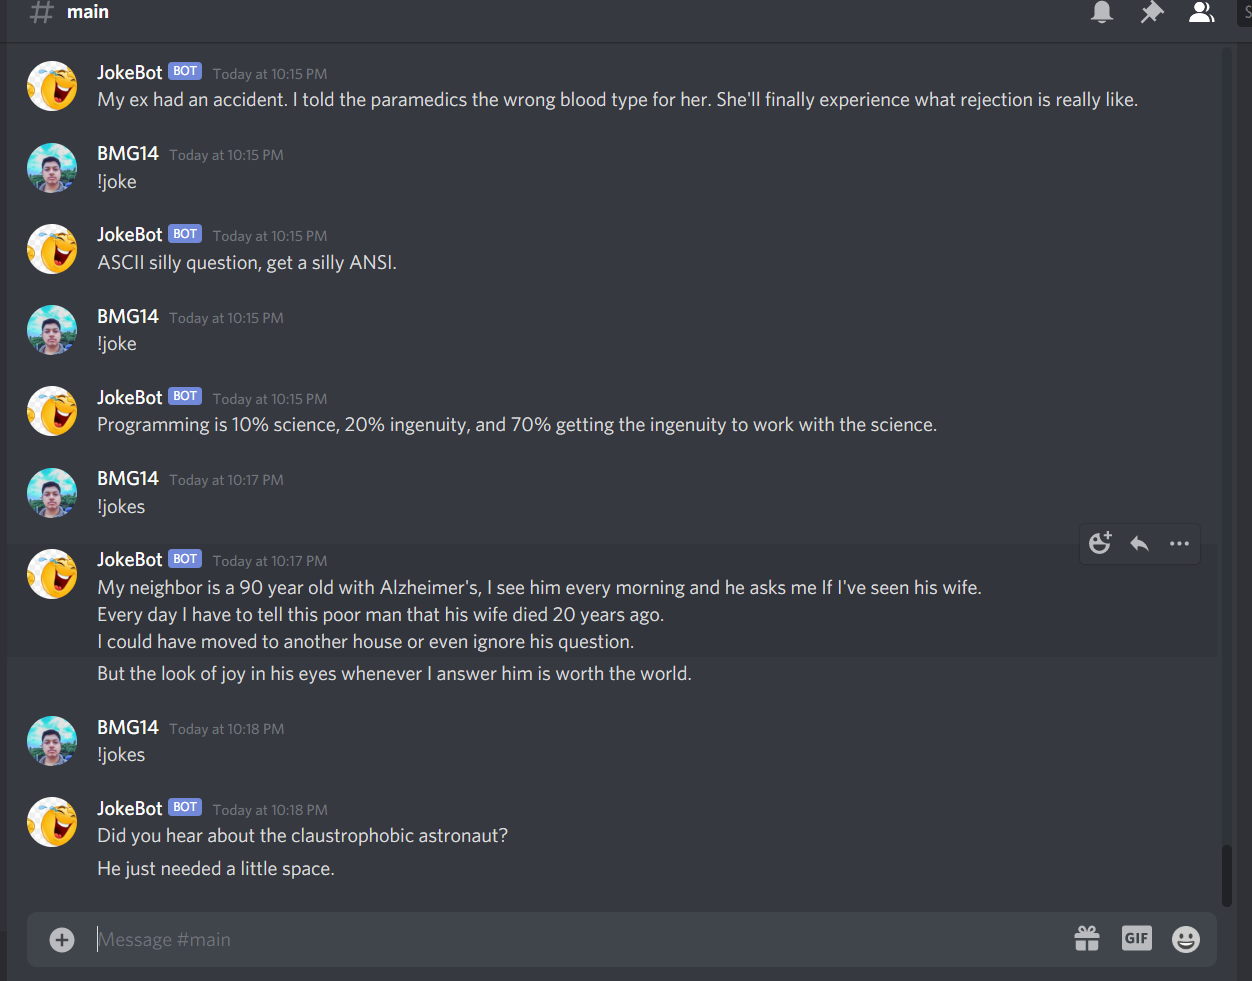 main
JokeBot BOT Today at 10:15 PM
My ex had an accident. I told the paramedics the wrong blood type for her. She'll finally experience what rejection is really like.
BMG14 Today at 10:15 PM
!joke
JokeBot BOT Today at 10:15 PM
ASCII silly question, get a silly ANSI.
BMG14 Today at 10:15 PM
!joke
JokeBot BOT Today at 10:15 PM
Programming is 10% science, 20% ingenuity, and 70% getting the ingenuity to work with the science.
BMG14 Today at 10:17 PM
!jokes
JokeBot BOT Today at 10:17 PM
My neighbor is a 90 year old with Alzheimer's, I see him every morning and he asks me If I've seen his wife.
Every day I have to tell this poor man that his wife died 20 years ago.
I could have moved to another house or even ignore his question.
But the look of joy in his eyes whenever I answer him is worth the world.
BMG14 Today at 10:18 PM
!jokes
JokeBot BOT Today at 10:18 PM
Did you hear about the claustrophobic astronaut?
He just needed a little space.
Message #main
GIF